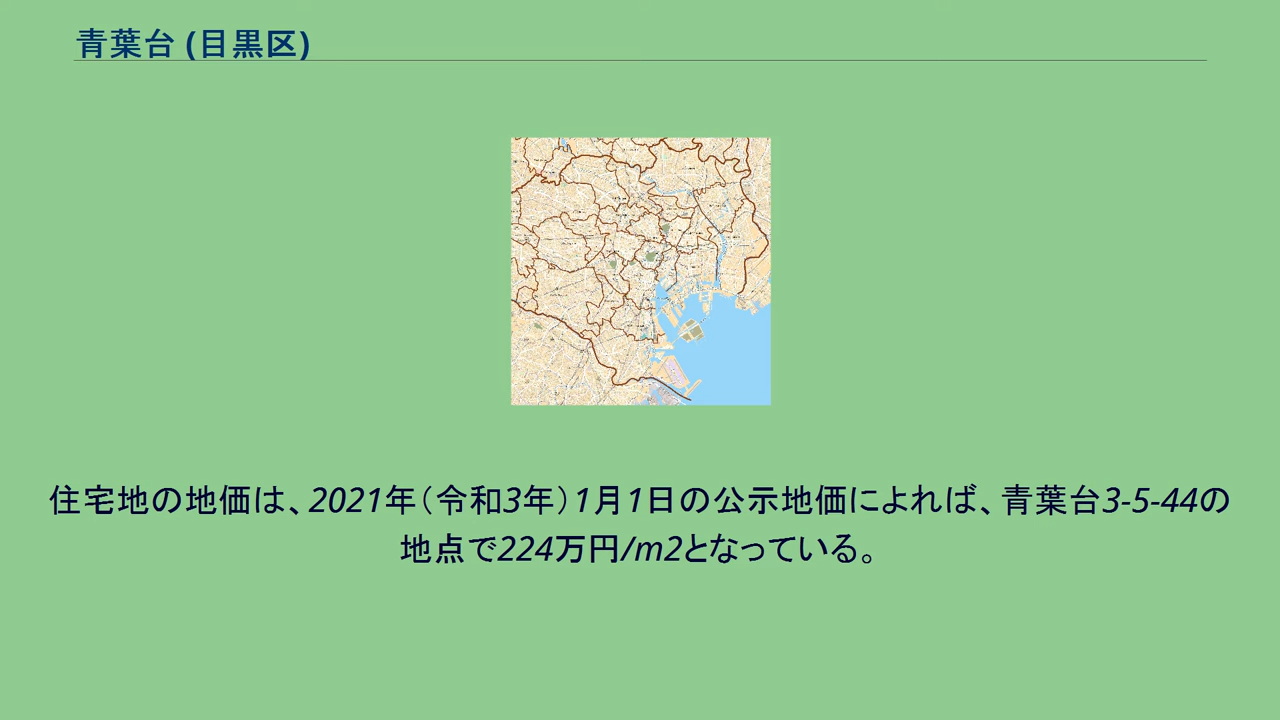 青葉台 (目黒区)
住宅地の地価は、2021年（令和3年）1月1日の公示地価によれば、青葉台3-5-44の
地点で224万円/m2となっている。